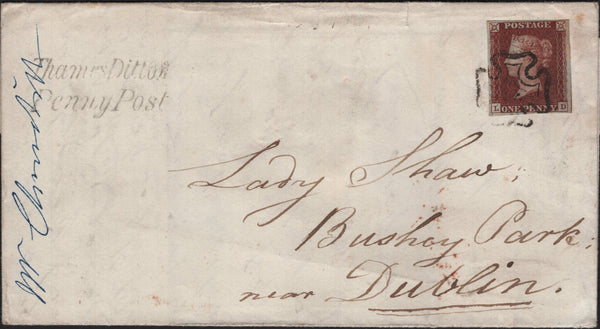 POSTAGE
ONE PENNY
L D
Thames Ditton
Penny Post
Lady Shaw,
Bushey Park,
near Dublin.